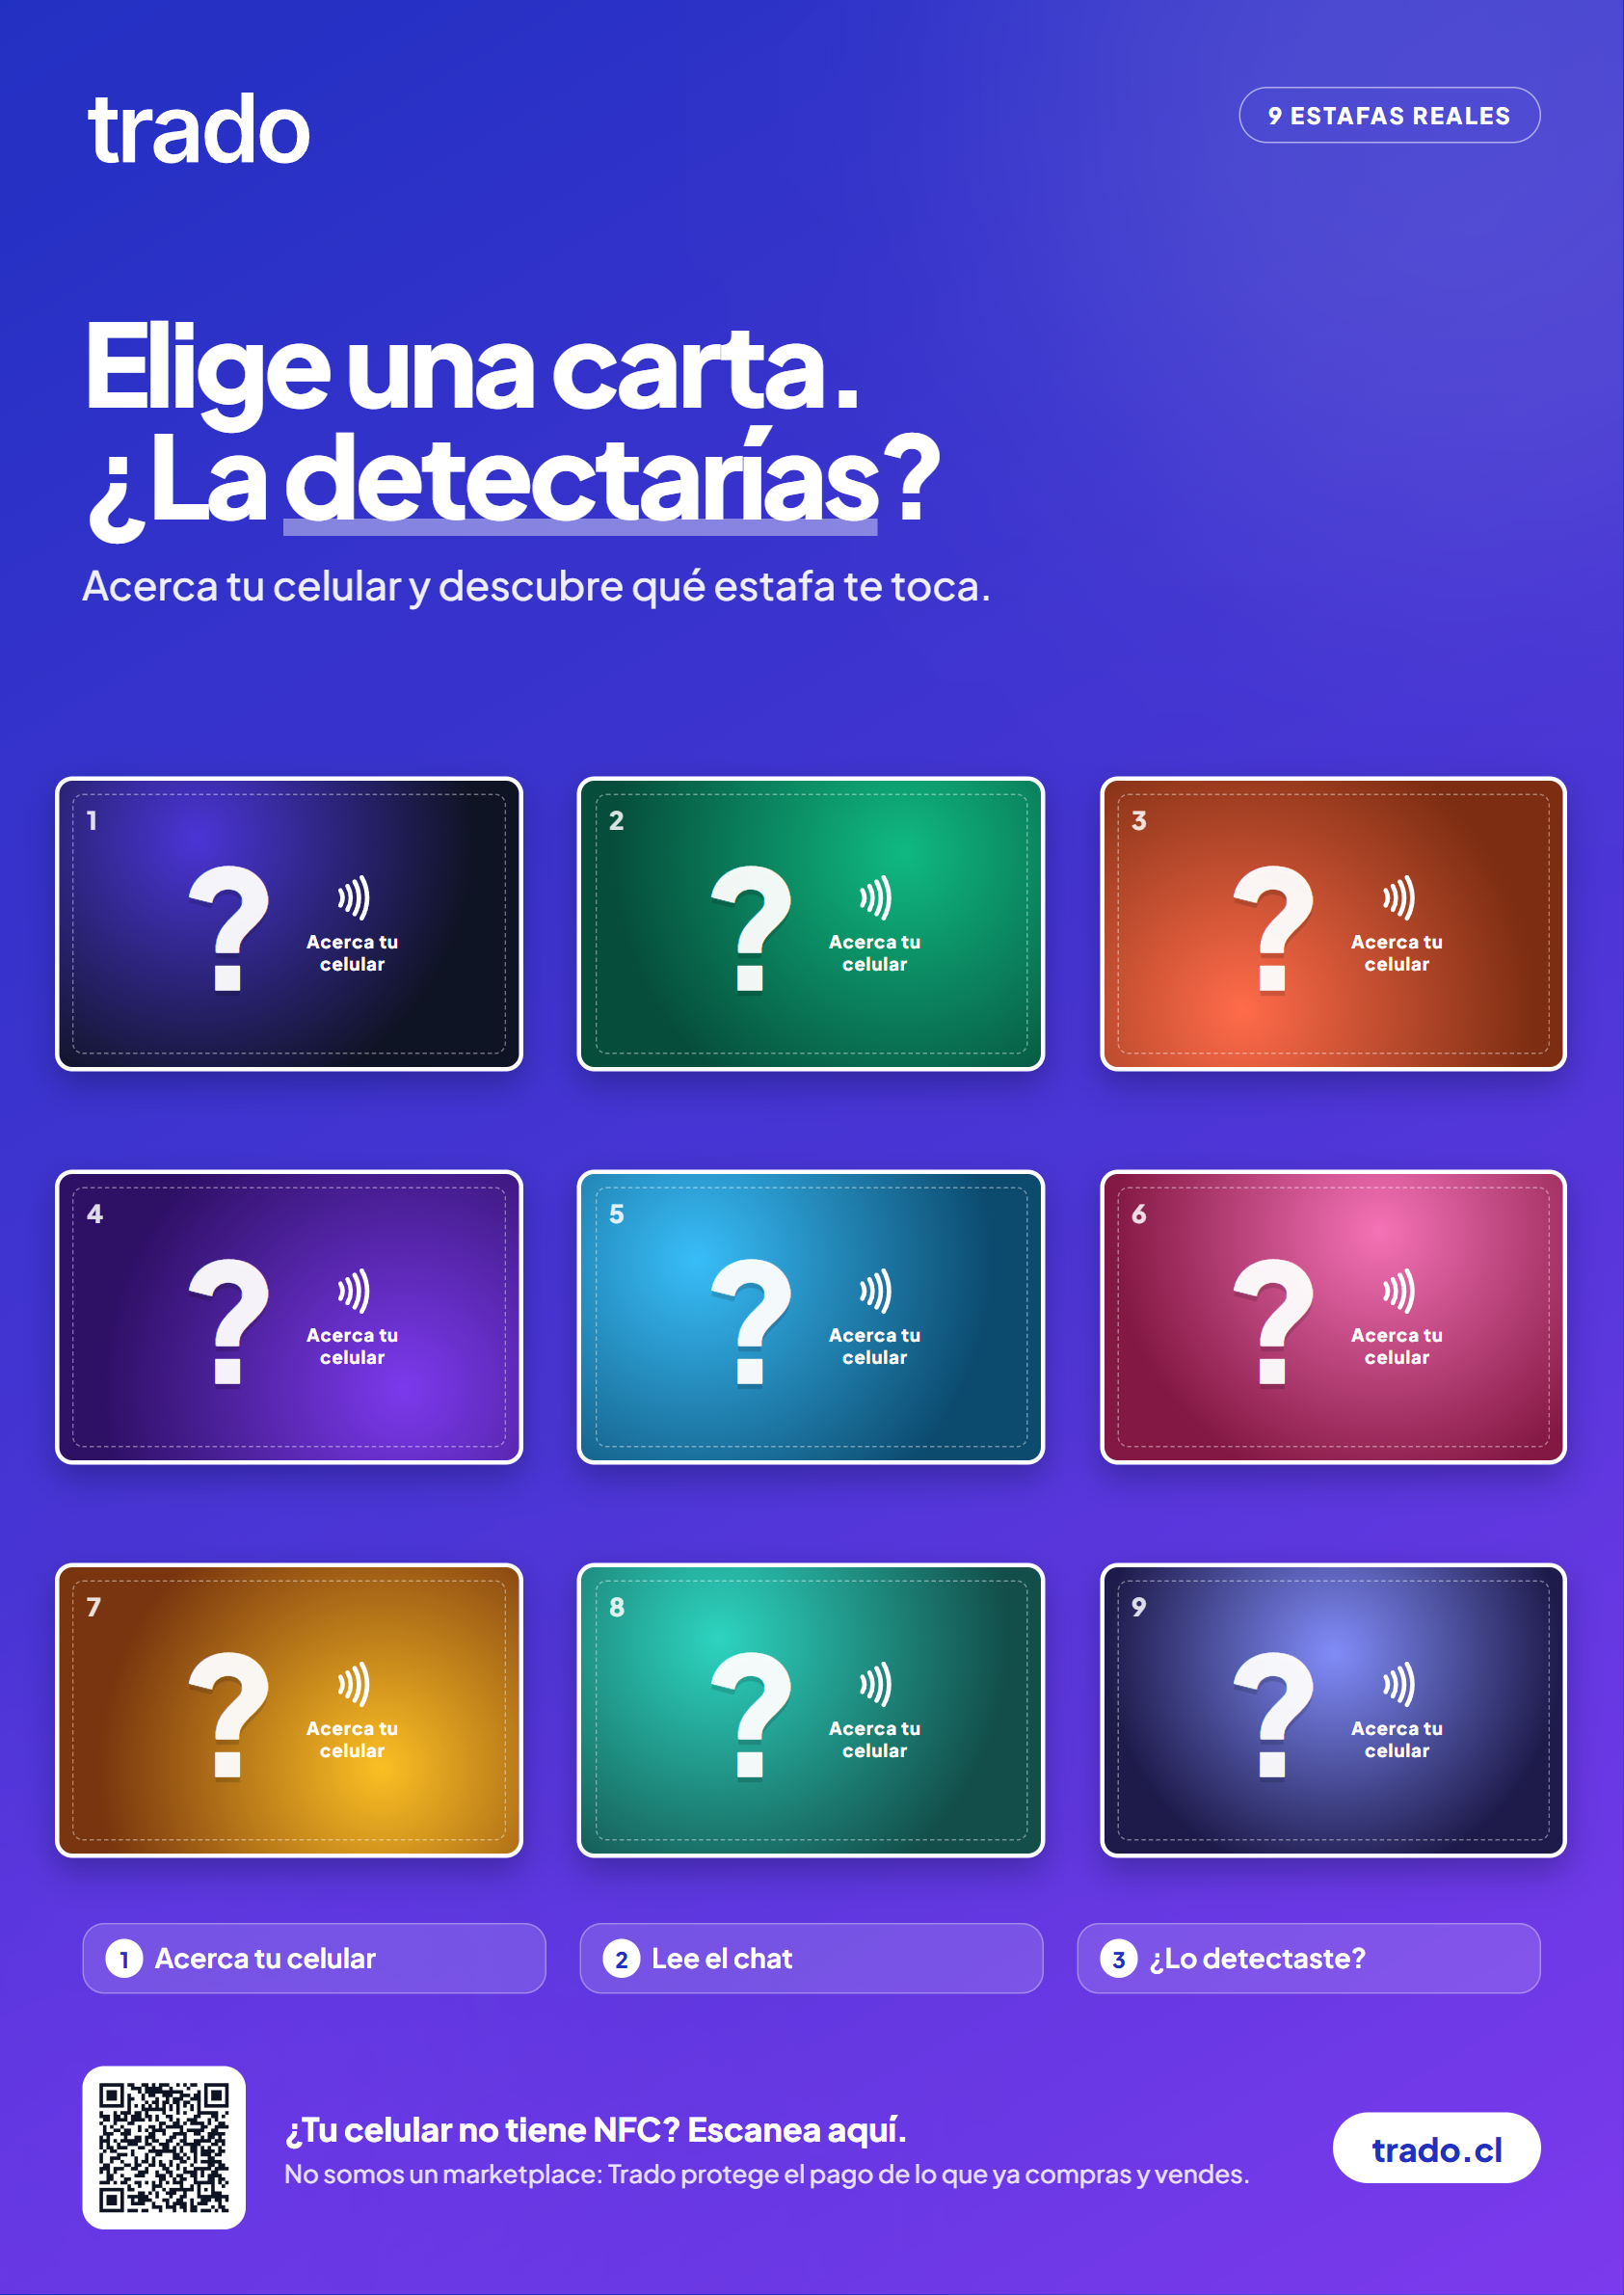 trado
9 ESTAFAS REALES
Elige una carta.
¿La detectarías?
Acerca tu celular y descubre qué estafa te toca.
1
?
Acerca tu
celular
2
?
Acerca tu
celular
3
?
Acerca tu
celular
4
?
Acerca tu
celular
5
?
Acerca tu
celular
6
?
Acerca tu
celular
7
?
Acerca tu
celular
8
?
Acerca tu
celular
9
?
Acerca tu
celular
1 Acerca tu celular
2 Lee el chat
3 ¿Lo detectaste?
¿Tu celular no tiene NFC? Escanea aquí.
No somos un marketplace: Trado protege el pago de lo que ya compras y vendes.
trado.cl